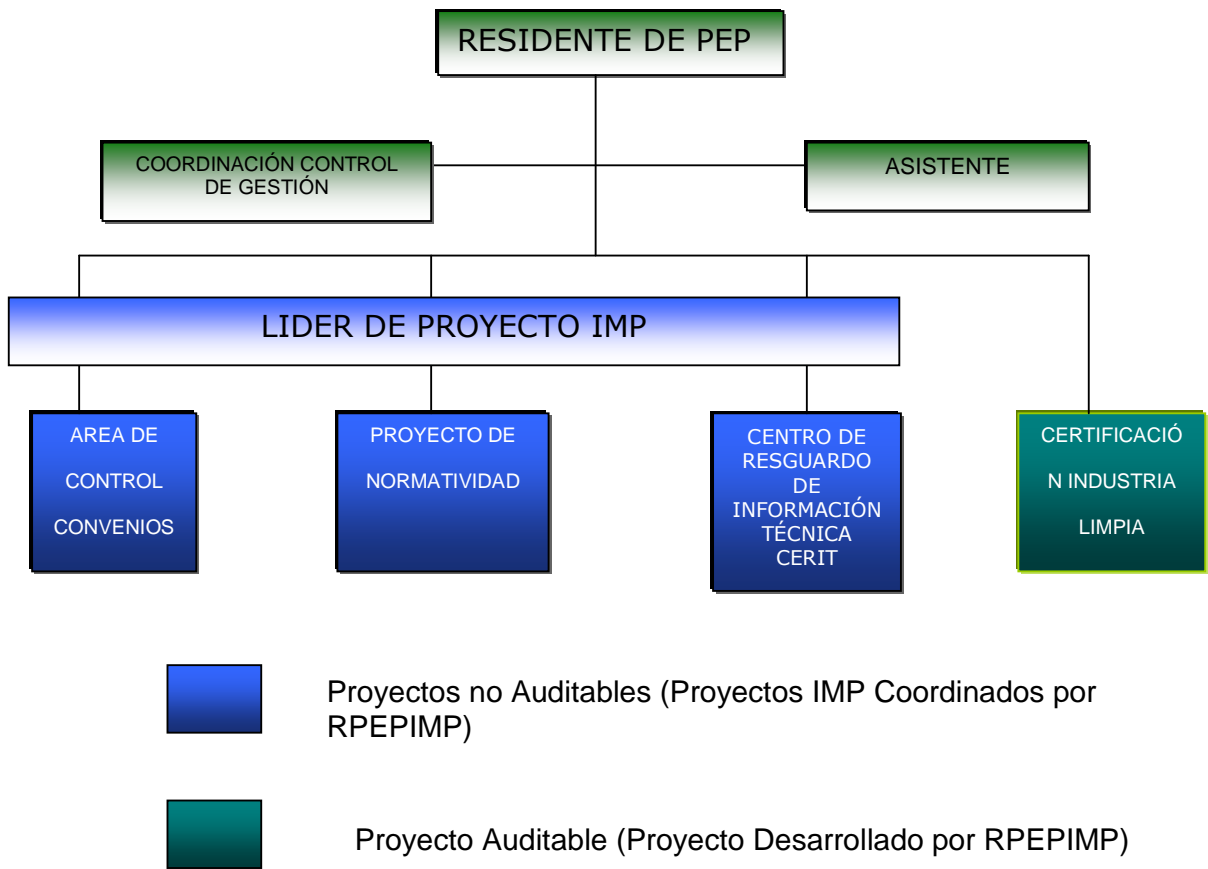 RESIDENTE DE PEP
COORDINACIÓN CONTROL
DE GESTIÓN
ASISTENTE
LIDER DE PROYECTO IMP
AREA DE
CONTROL
CONVENIOS
PROYECTO DE
NORMATIVIDAD
CENTRO DE
RESGUARDO
DE
INFORMACIÓN
TÉCNICA
CERIT
CERTIFICACIÓ
N INDUSTRIA
LIMPIA
Proyectos no Auditables (Proyectos IMP Coordinados por
RPEPIMP)
Proyecto Auditable (Proyecto Desarrollado por RPEPIMP)